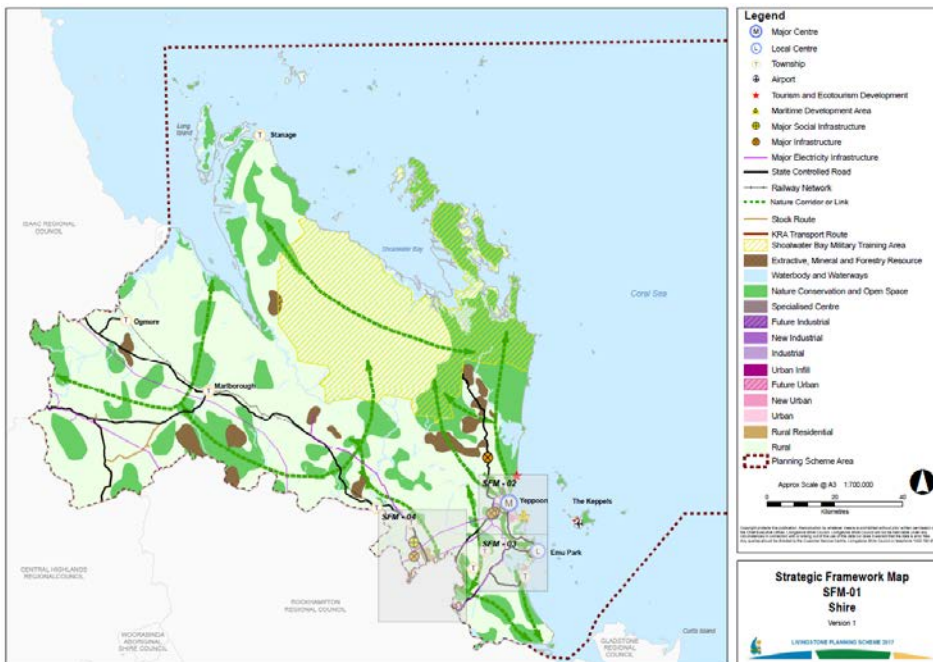 Legend
M Major Centre
L Local Centre
T Township
Airport
Tourism and Ecotourism Development
Maritime Development Area
Major Social Infrastructure
Major Infrastructure
Major Electricity Infrastructure
State Controlled Road
Railway Network
Nature Corridor or Link
Stock Route
KRA Transport Route
Shoalwater Bay Military Training Area
Extractive, Mineral and Forestry Resource
Waterbody and Waterways
Nature Conservation and Open Space
Specialised Centre
Future Industrial
New Industrial
Industrial
Urban Infill
Future Urban
New Urban
Urban
Rural Residential
Rural
Planning Scheme Area
Approx Scale @ A3 1:700,000
0 20 40
Kilometres
Strategic Framework Map
SFM-01
Shire
Version 1
LIVINGSTONE PLANNING SCHEME
Long
Island
T Stanage
ISAAC REGIONAL
COUNCIL
Shoalwater Bay
Coral Sea
T Ogmore
Marlborough
T
SFM - 02
M Yeppoon
The Keppels
SFM - 04
SFM - 03
L Emu Park
T
T
T
CENTRAL HIGHLANDS
REGIONAL COUNCIL
ROCKHAMPTON
REGIONAL COUNCIL
WOORABINDA
ABORIGINAL
SHIRE COUNCIL
GLADSTONE
REGIONAL
COUNCIL
Curtis Island